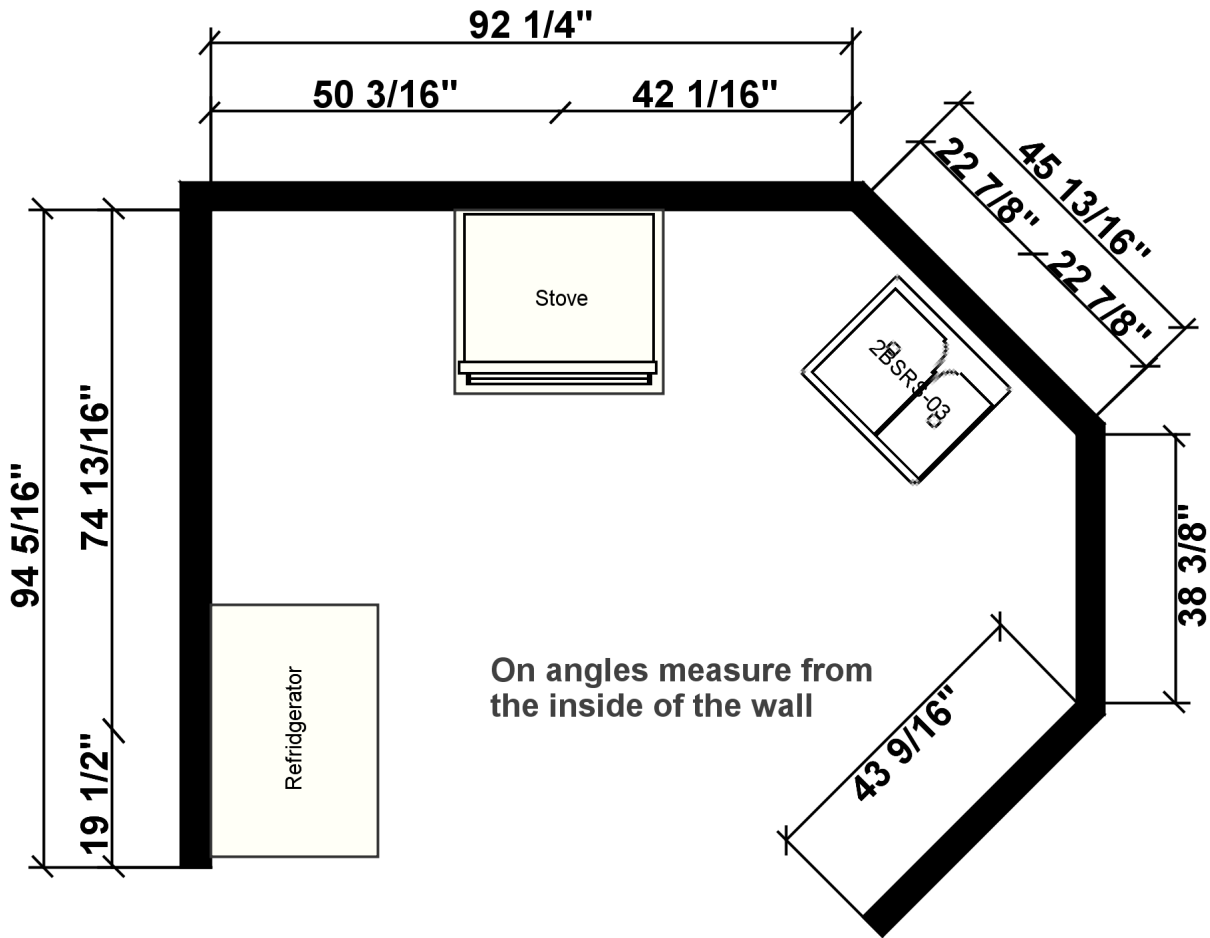 92 1/4"
50 3/16"
42 1/16"
45 13/16"
22 7/8"
22 7/8"
Stove
2BSRS-03
74 13/16"
94 5/16"
38 3/8"
On angles measure from
the inside of the wall
Refridgerator
43 9/16"
19 1/2"